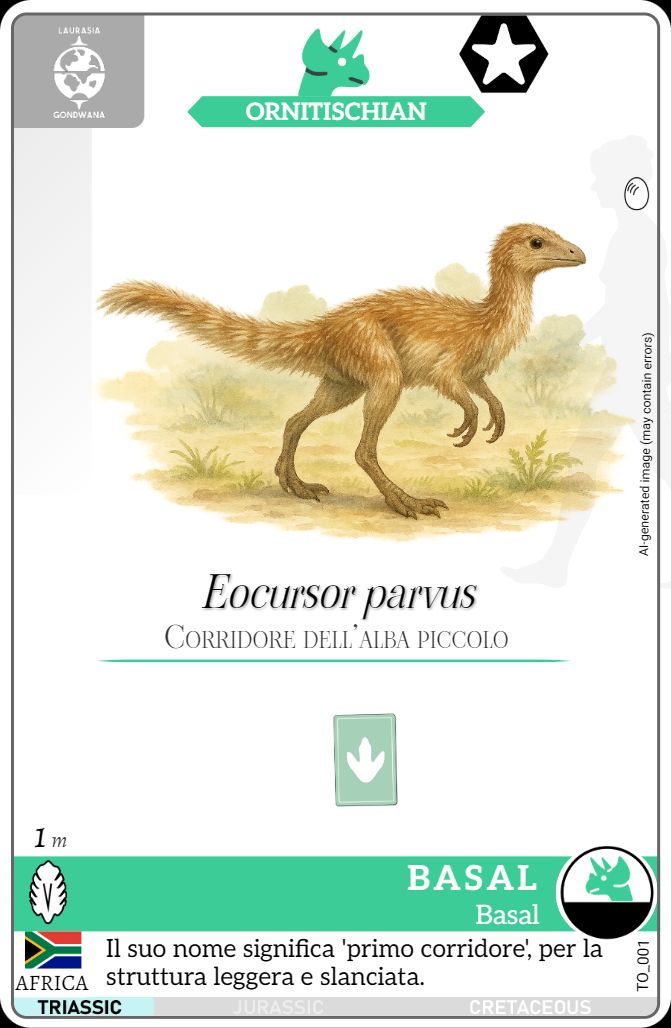 LAURASIA
GONDWANA
ORNITISCHIAN
AI-generated image (may contain errors)
Eocursor parvus
Corridore dell'alba piccolo
1 m
V
BASAL
Basal
Il suo nome significa 'primo corridore', per la
struttura leggera e slanciata.
AFRICA
TO_001
TRIASSIC
JURASSIC
CRETACEOUS